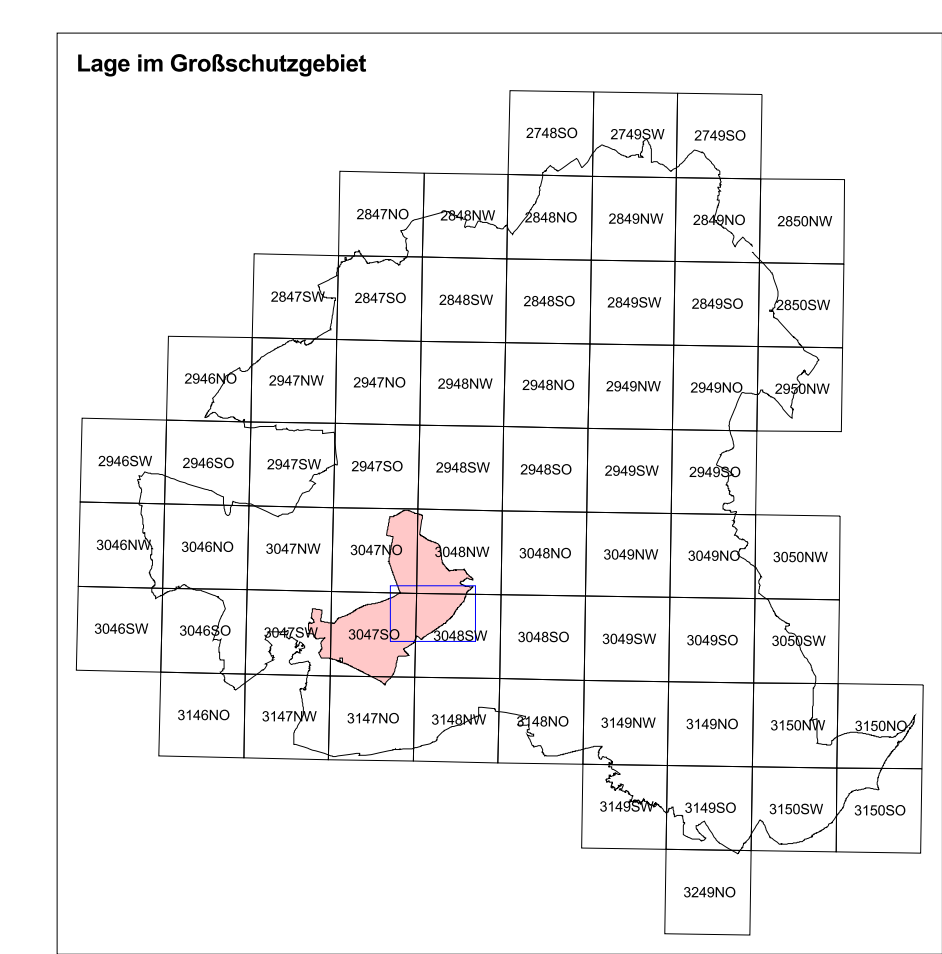 Lage im Großschutzgebiet
2748SO 2749SW 2749SO
2847NO 2848NW 2848NO 2849NW 2849NO 2850NW
2847SW 2847SO 2848SW 2848SO 2849SW 2849SO 2850SW
2946NO 2947NW 2947NO 2948NW 2948NO 2949NW 2949NO 2950NW
2946SW 2946SO 2947SW 2947SO 2948SW 2948SO 2949SW 2949SO
3046NW 3046NO 3047NW 3047NO 3048NW 3048NO 3049NW 3049NO 3050NW
3046SW 3046SO 3047SW 3047SO 3048SW 3048SO 3049SW 3049SO 3050SW
3146NO 3147NW 3147NO 3148NW 3148NO 3149NW 3149NO 3150NW 3150NO
3149SW 3149SO 3150SW 3150SO
3249NO